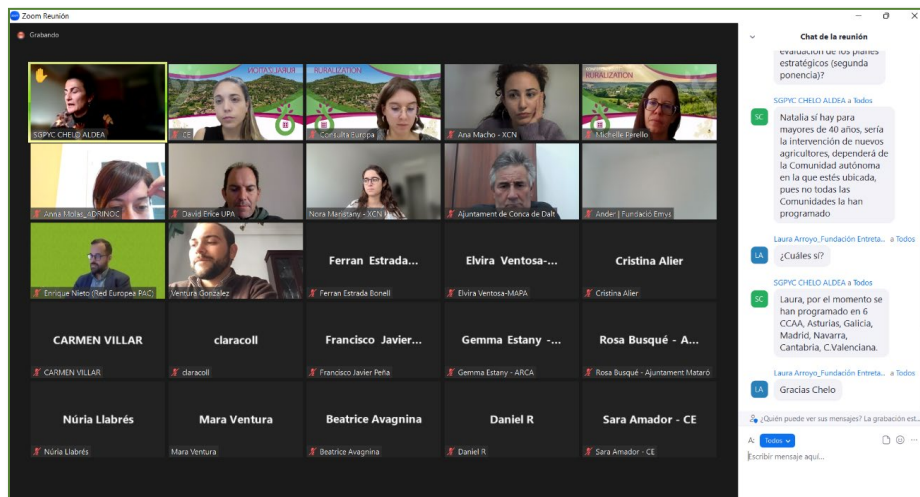 Zoom Reunión
Grabando
RURALIZATION
RURALIZATION
SGPYC CHELO ALDEA
CE
Consulta Europa
Ana Macho - XCN
Michelle Perello
Anna Molas_ADRINOC
David Erice UPA
Nora Maristany - XCN
Ajuntament de Conca de Dalt
Ander | Fundació Emys
Enrique Nieto (Red Europea PAC)
Ventura Gonzalez
Ferran Estrada...
Ferran Estrada Bonell
Elvira Ventosa-...
Elvira Ventosa-MAPA
Cristina Alier
Cristina Alier
CARMEN VILLAR
CARMEN VILLAR
claracoll
claracoll
Francisco Javier...
Francisco Javier Peña
Gemma Estany -...
Gemma Estany - ARCA
Rosa Busqué - A...
Rosa Busqué - Ajuntament Mataró
Núria Llabrés
Núria Llabrés
Mara Ventura
Mara Ventura
Beatrice Avagnina
Beatrice Avagnina
Daniel R
Daniel R
Sara Amador - CE
Sara Amador - CE
Chat de la reunión
evaluación de los planes
estratégicos (segunda
ponencia)?
SGPYC CHELO ALDEA a Todos
SC
Natalia sí hay para
mayores de 40 años, sería
la intervención de nuevos
agricultores, dependerá de
la Comunidad autónoma
en la que estés ubicada,
pues no todas las
Comunidades la han
programado
Laura Arroyo_Fundación Entreta... a Todos
LA
¿Cuáles sí?
SGPYC CHELO ALDEA a Todos
SC
Laura, por el momento se
han programado en 6
CCAA, Asturias, Galicia,
Madrid, Navarra,
Cantabria, C.Valenciana.
Laura Arroyo_Fundación Entreta... a Todos
LA
Gracias Chelo
¿Quién puede ver sus mensajes? La grabación est...
A: Todos
Escribir mensaje aquí...